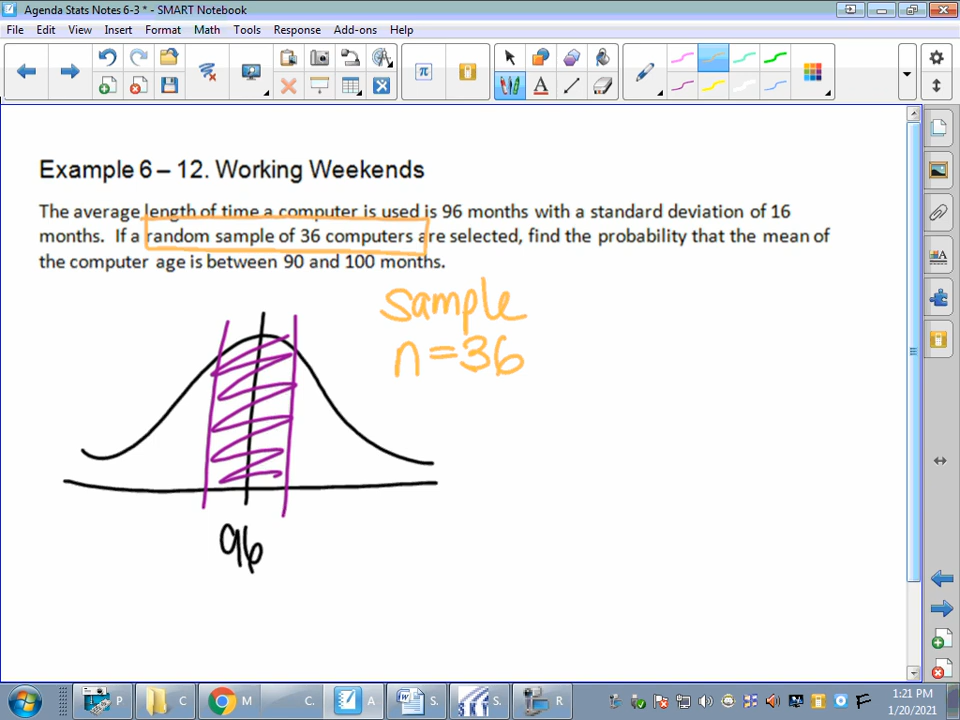 Agenda Stats Notes 6-3 * - SMART Notebook
File Edit View Insert Format Math Tools Response Add-ons Help
π
A
Example 6 – 12. Working Weekends
The average length of time a computer is used is 96 months with a standard deviation of 16
months. If a random sample of 36 computers are selected, find the probability that the mean of
the computer age is between 90 and 100 months.
sample
n=36
96
P C M C. A S. S. R
1:21 PM
1/20/2021